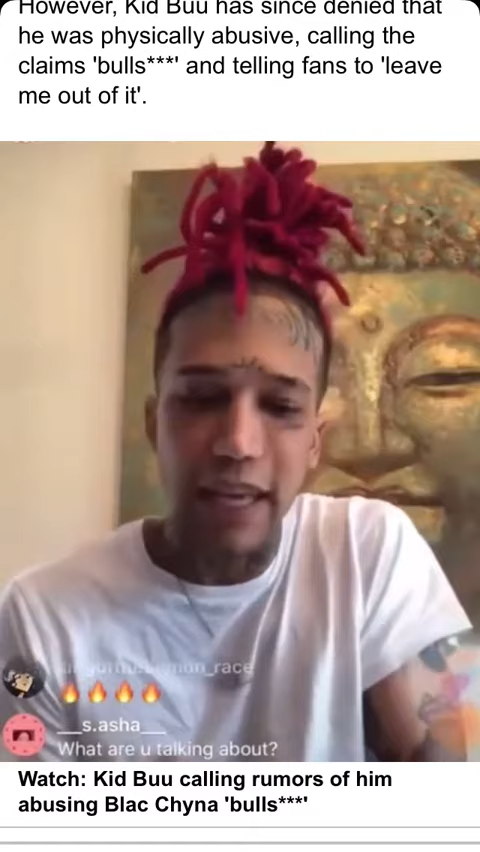 However, Kid Buu has since denied that
he was physically abusive, calling the
claims 'bulls***' and telling fans to 'leave
me out of it'.
__s.asha__
What are u talking about?
Watch: Kid Buu calling rumors of him
abusing Blac Chyna 'bulls***'